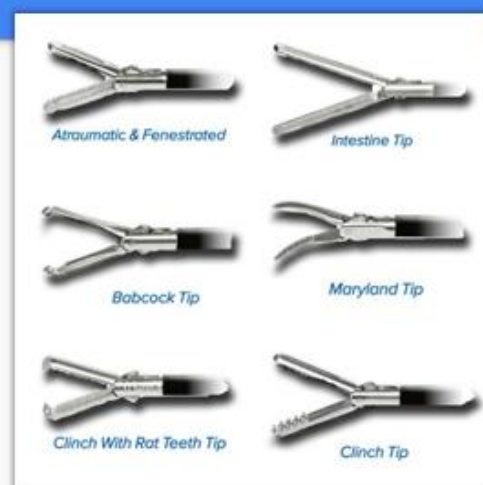 Atraumatic & Fenestrated
Intestine Tip
Babcock Tip
Maryland Tip
Clinch With Rat Teeth Tip
Clinch Tip